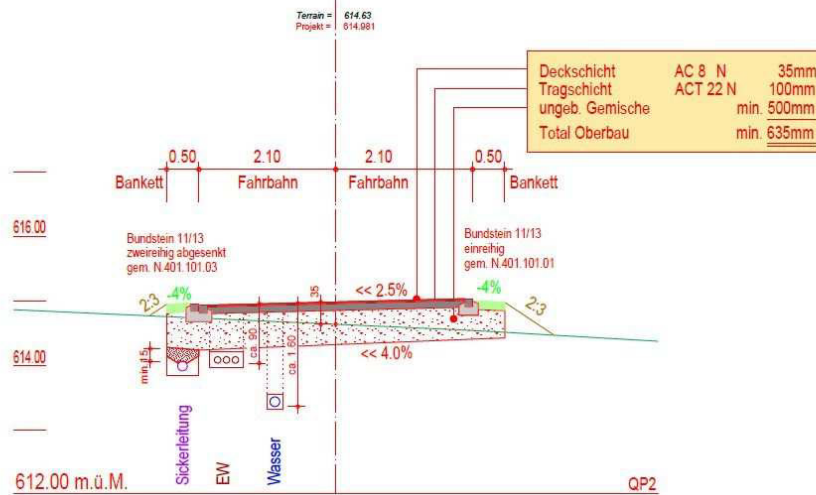 Terrain = 614.63
Projekt = 614.981
Deckschicht AC 8 N 35mm
Tragschicht ACT 22 N 100mm
ungeb. Gemische min. 500mm
Total Oberbau min. 635mm
0.50 2.10 2.10 0.50
Bankett Fahrbahn Fahrbahn Bankett
616.00
Bundstein 11/13
zweireihig abgesenkt
gem. N.401.101.03
Bundstein 11/13
einreihig
gem. N.401.101.01
2:3 -4% 35 << 2.5% -4% 2:3
614.00
min.15
ca. 90
ca. 1.60
<< 4.0%
Sickerleitung
EW
Wasser
612.00 m.ü.M.
QP2